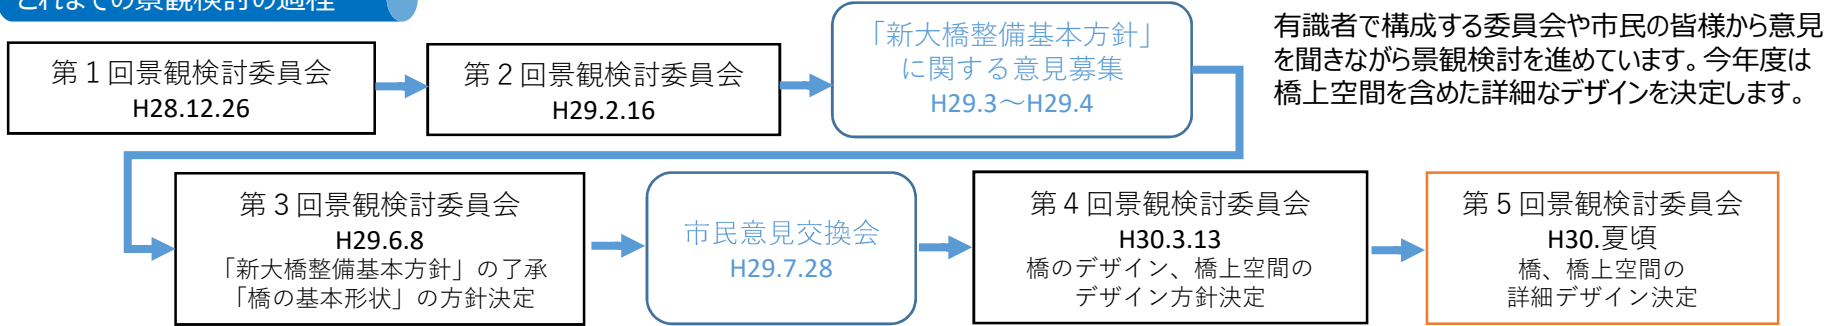 これまでの景観検討の過程
第1回景観検討委員会
H28.12.26
第2回景観検討委員会
H29.2.16
「新大橋整備基本方針」
に関する意見募集
H29.3～H29.4
有識者で構成する委員会や市民の皆様から意見
を聞きながら景観検討を進めています。今年度は
橋上空間を含めた詳細なデザインを決定します。
第3回景観検討委員会
H29.6.8
「新大橋整備基本方針」の了承
「橋の基本形状」の方針決定
市民意見交換会
H29.7.28
第4回景観検討委員会
H30.3.13
橋のデザイン、橋上空間の
デザイン方針決定
第5回景観検討委員会
H30.夏頃
橋、橋上空間の
詳細デザイン決定